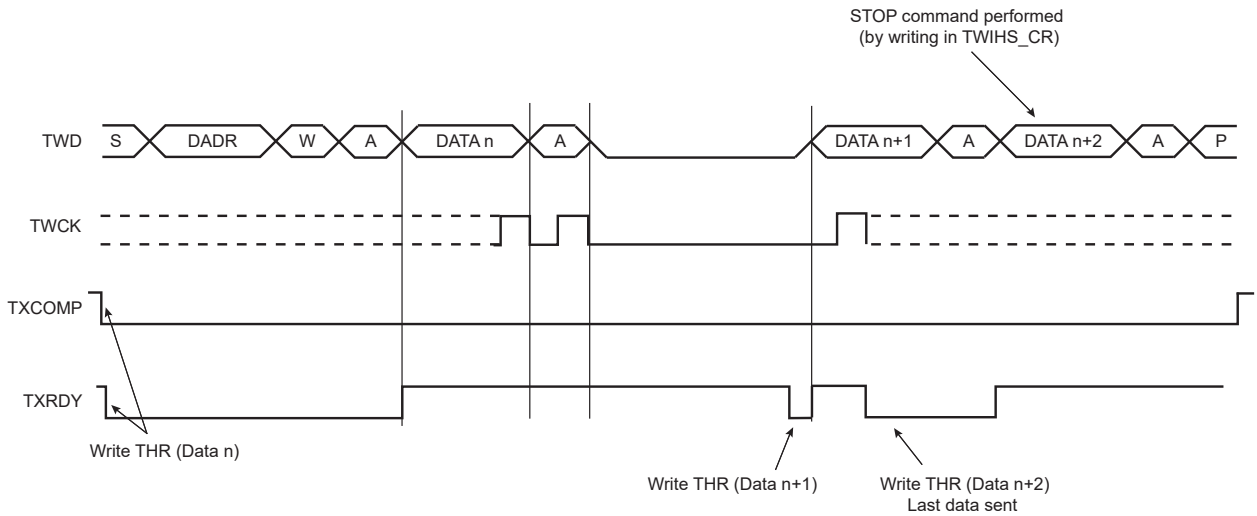 STOP command performed
(by writing in TWIHS_CR)
TWD S DADR W A DATA n A DATA n+1 A DATA n+2 A P
TWCK
TXCOMP
TXRDY
Write THR (Data n)
Write THR (Data n+1) Write THR (Data n+2)
Last data sent